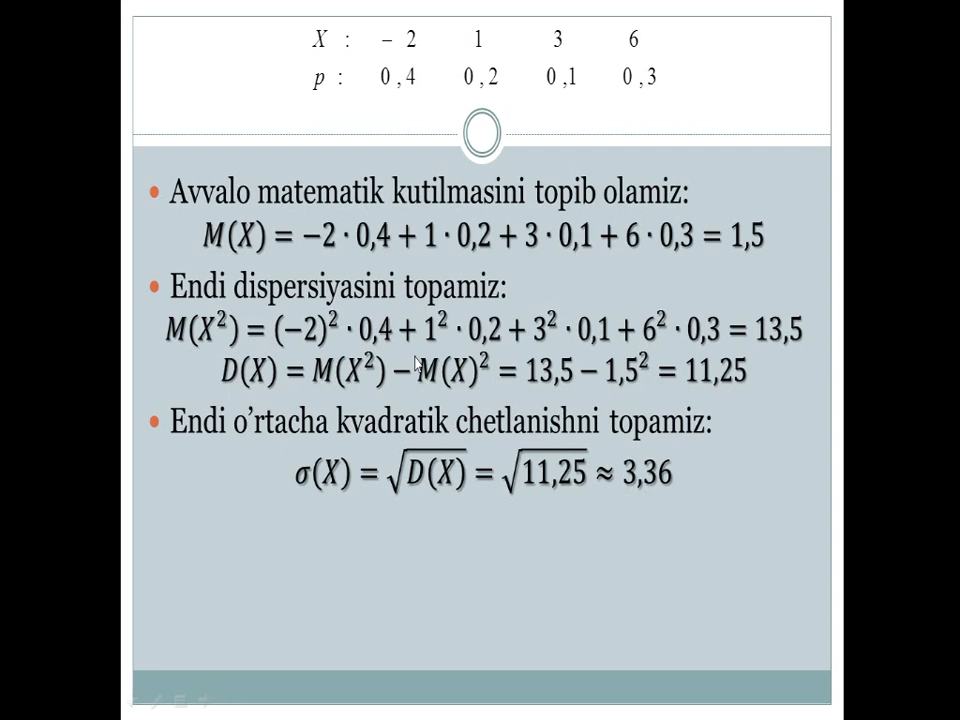 X : – 2 1 3 6
p : 0 , 4 0 , 2 0 ,1 0 , 3
• Avvalo matematik kutilmasini topib olamiz:
M(X) = −2 · 0,4 + 1 · 0,2 + 3 · 0,1 + 6 · 0,3 = 1,5
• Endi dispersiyasini topamiz:
M(X²) = (−2)² · 0,4 + 1² · 0,2 + 3² · 0,1 + 6² · 0,3 = 13,5
D(X) = M(X²) − M(X)² = 13,5 − 1,5² = 11,25
• Endi o’rtacha kvadratik chetlanishni topamiz:
σ(X) = √D(X) = √11,25 ≈ 3,36